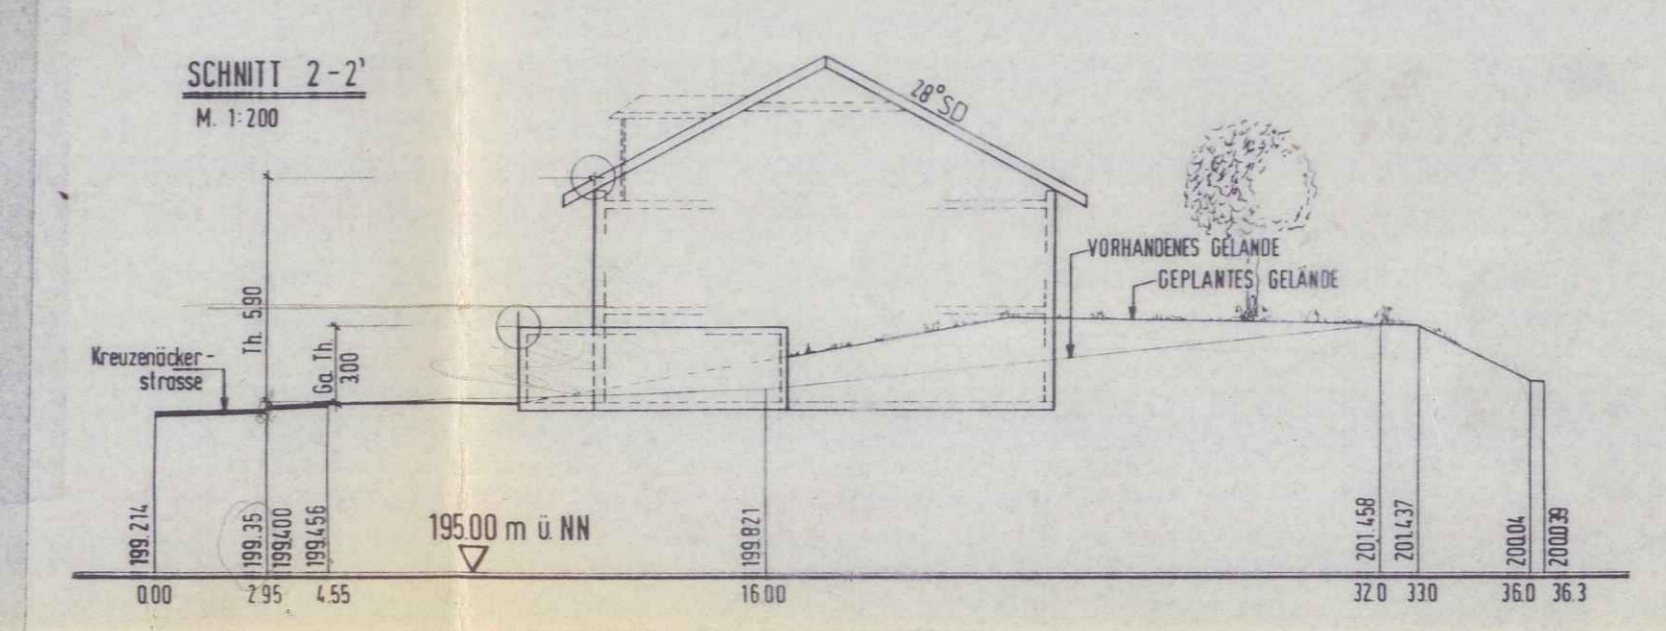 SCHNITT 2-2'
M. 1:200
28° SD
VORHANDENES GELÄNDE
GEPLANTES GELÄNDE
Th. 5.90
Ga. Th. 3.00
Kreuzenäcker-
strasse
195.00 m ü. NN
199.214
199.35
199.400
199.456
199.821
201.458
201.437
200.04
200.039
0.00 2.95 4.55 16.00 32.0 33.0 36.0 36.3